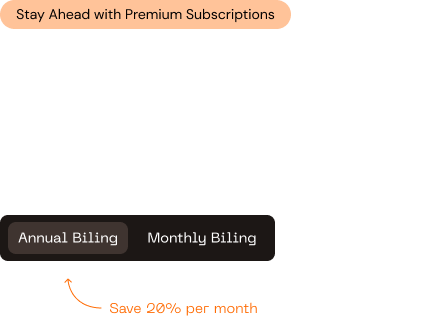 Stay Ahead with Premium Subscriptions
Annual Biling
Monthly Biling
Save 20% per month